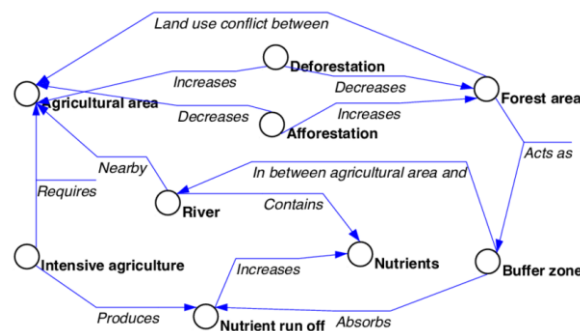 Land use conflict between
Deforestation
Increases
Decreases
Agricultural area
Forest area
Decreases
Increases
Afforestation
Acts as
Nearby
In between agricultural area and
Requires
Contains
River
Intensive agriculture
Increases
Nutrients
Buffer zone
Produces
Absorbs
Nutrient run off